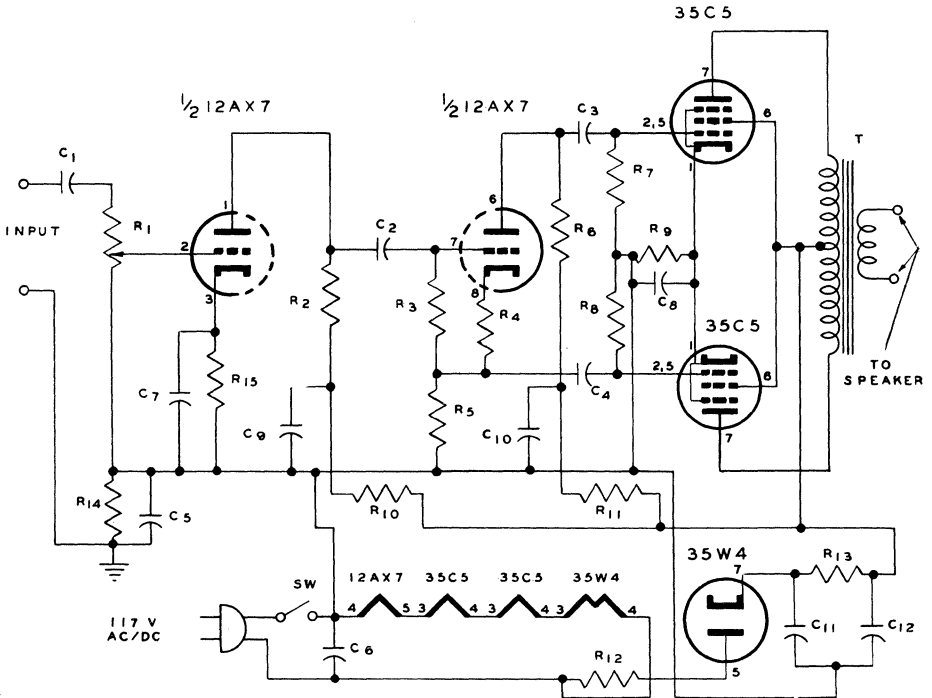 35C5
½ 12AX7
½ 12AX7
C1
INPUT
R1
1
2
3
C7
R15
R2
C9
C2
R3
6
7
8
R4
R5
C3
R6
C10
C4
R7
R8
R9
C8
2,5
7
6
1
35C5
1
2,5
6
7
T
TO
SPEAKER
R14
C5
R10
R11
117 V
AC/DC
SW
12AX7
35C5
35C5
35W4
4
5
3
4
3
4
3
4
C6
R12
35W4
7
5
R13
C11
C12